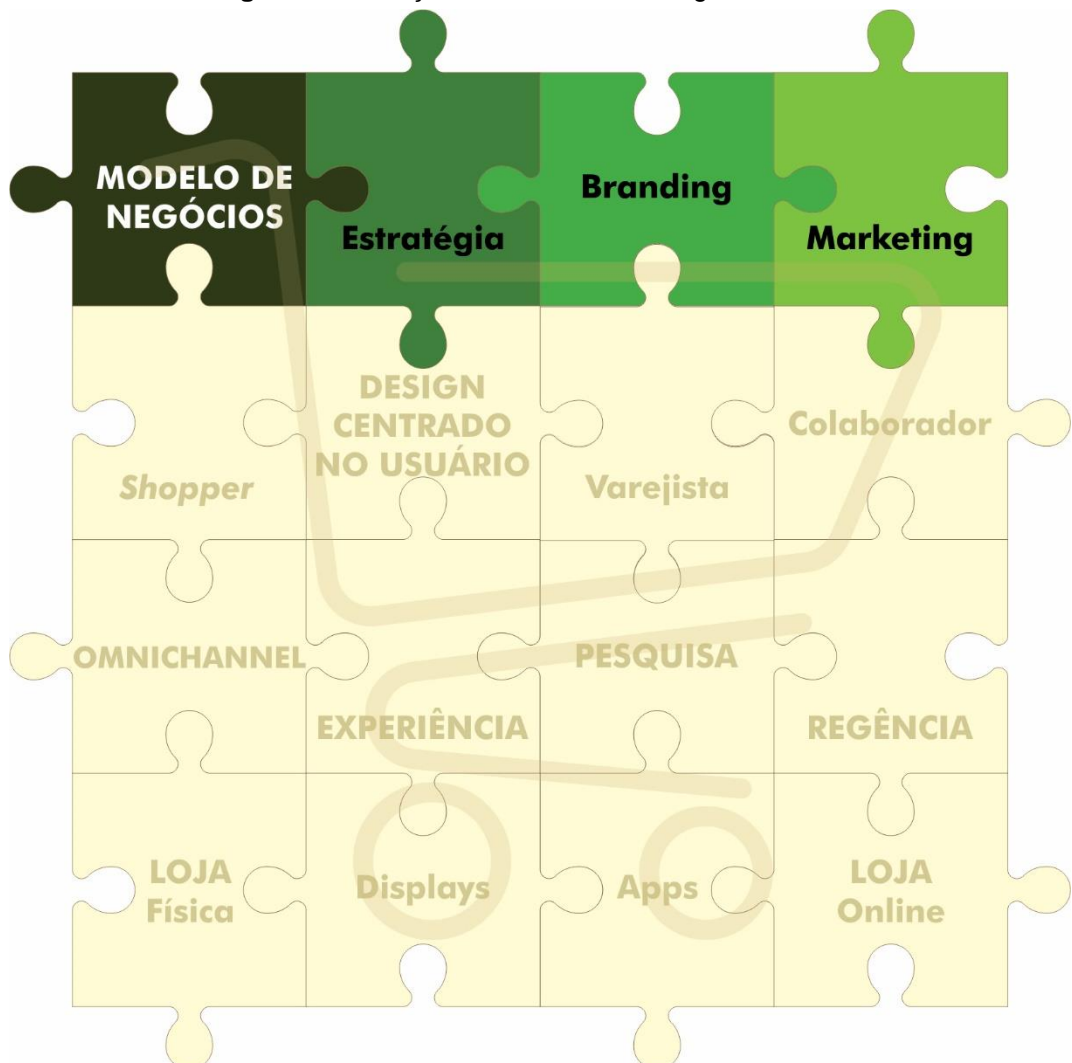 MODELO DE
NEGÓCIOS
Estratégia
Branding
Marketing
Shopper
DESIGN
CENTRADO
NO USUÁRIO
Varejista
Colaborador
OMNICHANNEL
EXPERIÊNCIA
PESQUISA
REGÊNCIA
LOJA
Física
Displays
Apps
LOJA
Online